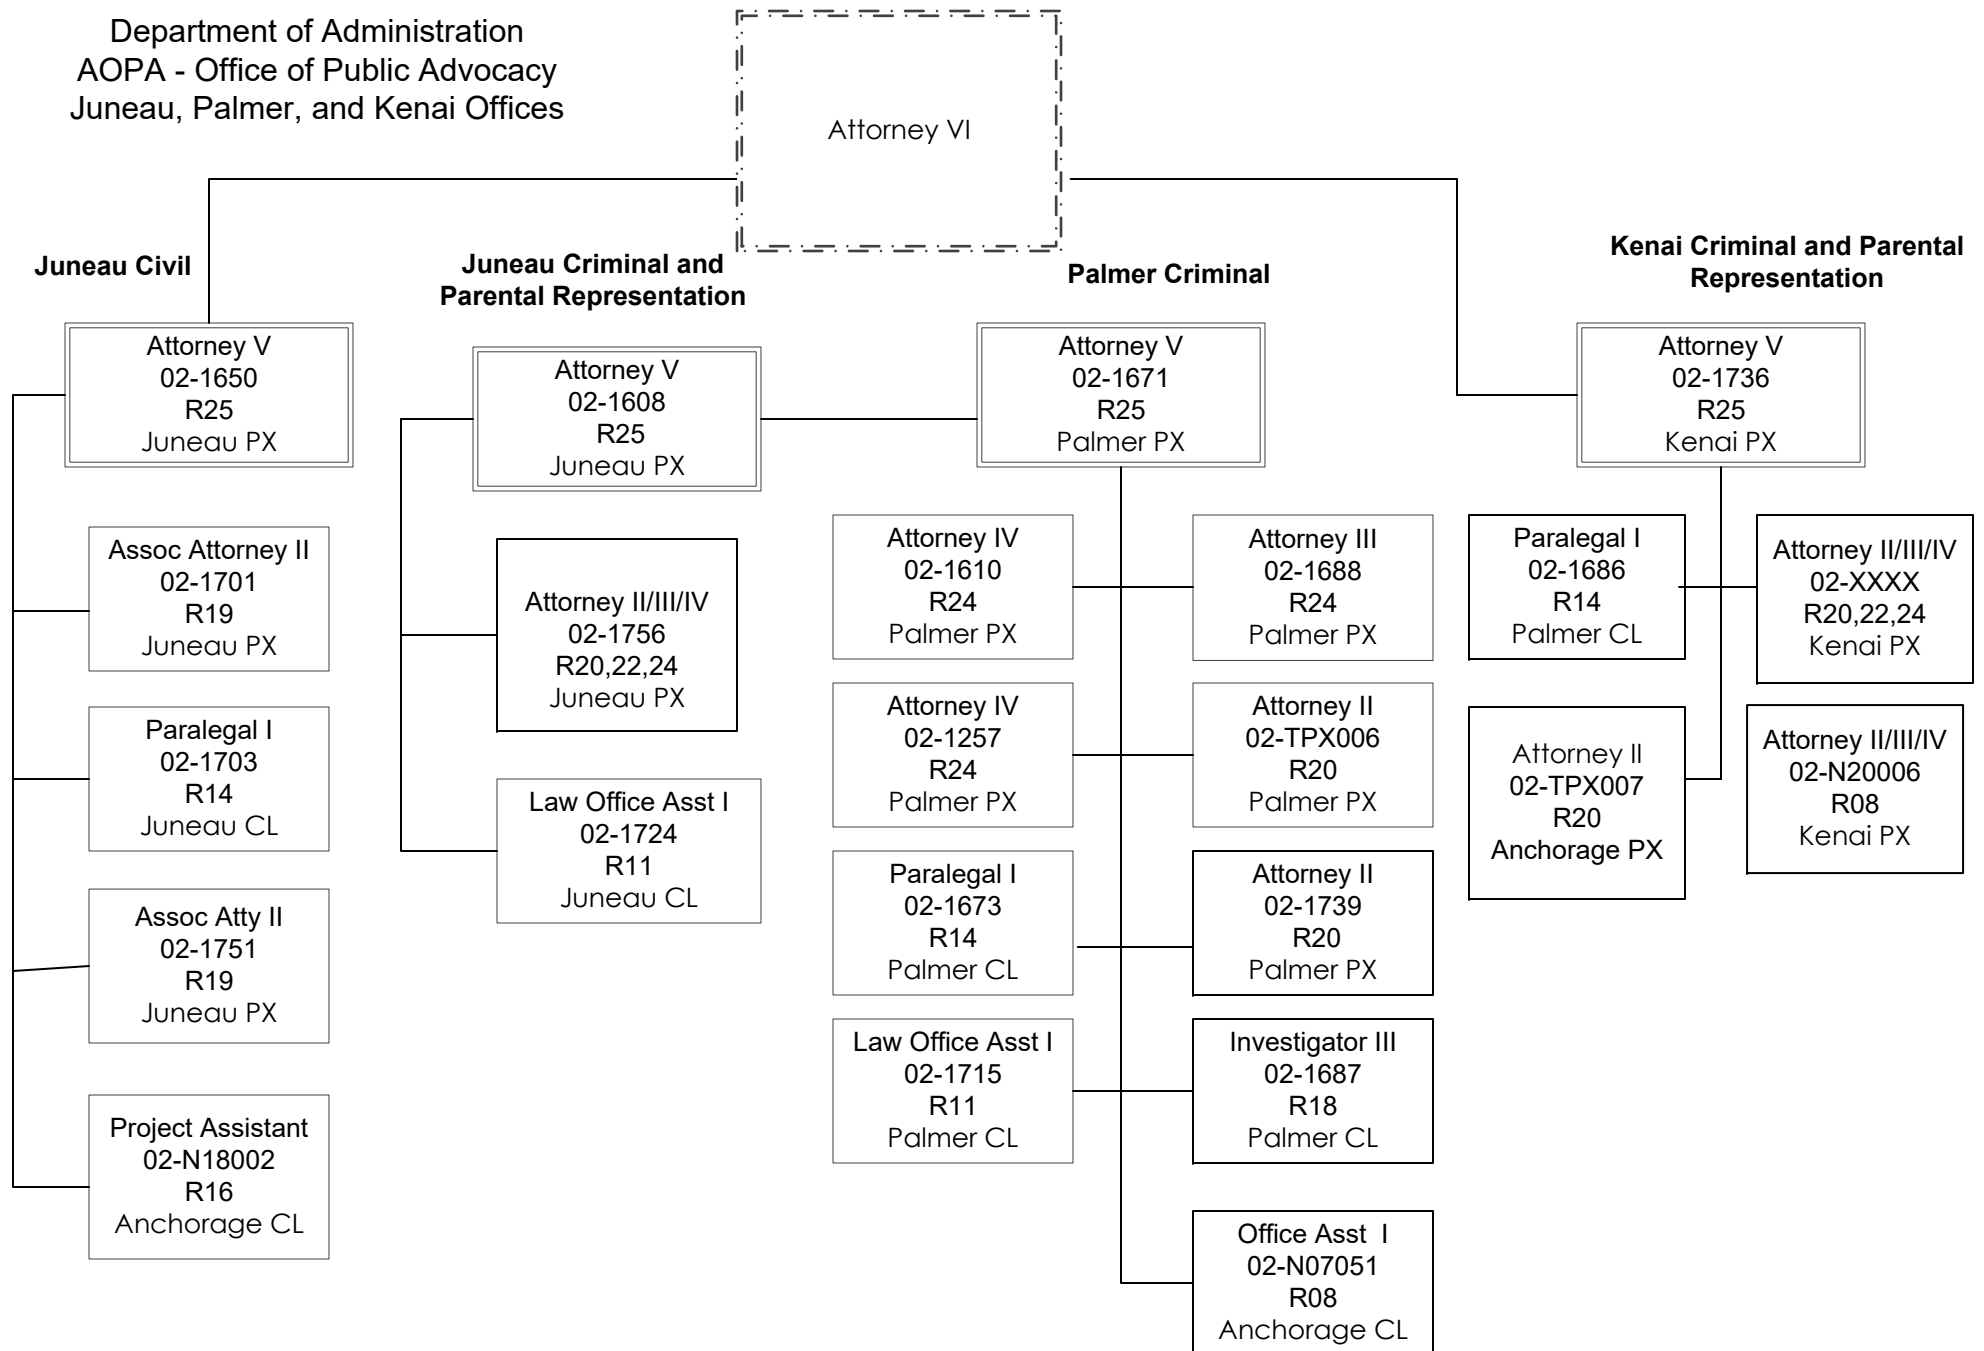 Department of Administration
AOPA - Office of Public Advocacy
Juneau, Palmer, and Kenai Offices
Attorney VI
Juneau Civil
Attorney V
02-1650
R25
Juneau PX
Assoc Attorney II
02-1701
R19
Juneau PX
Paralegal I
02-1703
R14
Juneau CL
Assoc Atty II
02-1751
R19
Juneau PX
Project Assistant
02-N18002
R16
Anchorage CL
Juneau Criminal and
Parental Representation
Attorney V
02-1608
R25
Juneau PX
Attorney II/III/IV
02-1756
R20,22,24
Juneau PX
Law Office Asst I
02-1724
R11
Juneau CL
Palmer Criminal
Attorney V
02-1671
R25
Palmer PX
Attorney IV
02-1610
R24
Palmer PX
Attorney III
02-1688
R24
Palmer PX
Attorney IV
02-1257
R24
Palmer PX
Attorney II
02-TPX006
R20
Palmer PX
Paralegal I
02-1673
R14
Palmer CL
Attorney II
02-1739
R20
Palmer PX
Law Office Asst I
02-1715
R11
Palmer CL
Investigator III
02-1687
R18
Palmer CL
Office Asst  I
02-N07051
R08
Anchorage CL
Kenai Criminal and Parental
Representation
Attorney V
02-1736
R25
Kenai PX
Paralegal I
02-1686
R14
Palmer CL
Attorney II/III/IV
02-XXXX
R20,22,24
Kenai PX
Attorney II
02-TPX007
R20
Anchorage PX
Attorney II/III/IV
02-N20006
R08
Kenai PX